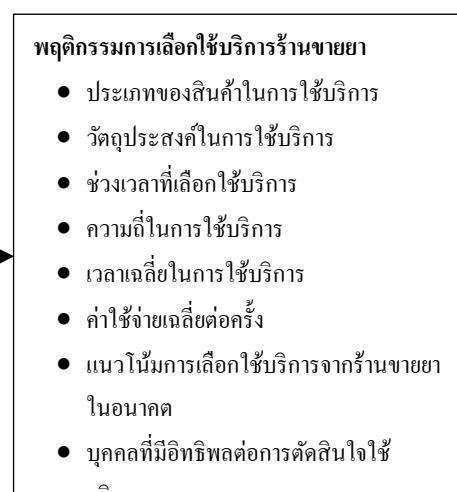 พฤติกรรมการเลือกใช้บริการร้านขายยา
● ประเภทของสินค้าในการใช้บริการ
● วัตถุประสงค์ในการใช้บริการ
● ช่วงเวลาที่เลือกใช้บริการ
● ความถี่ในการใช้บริการ
● เวลาเฉลี่ยในการใช้บริการ
● ค่าใช้จ่ายเฉลี่ยต่อครั้ง
● แนวโน้มการเลือกใช้บริการจากร้านขายยา
ในอนาคต
● บุคคลที่มีอิทธิพลต่อการตัดสินใจใช้